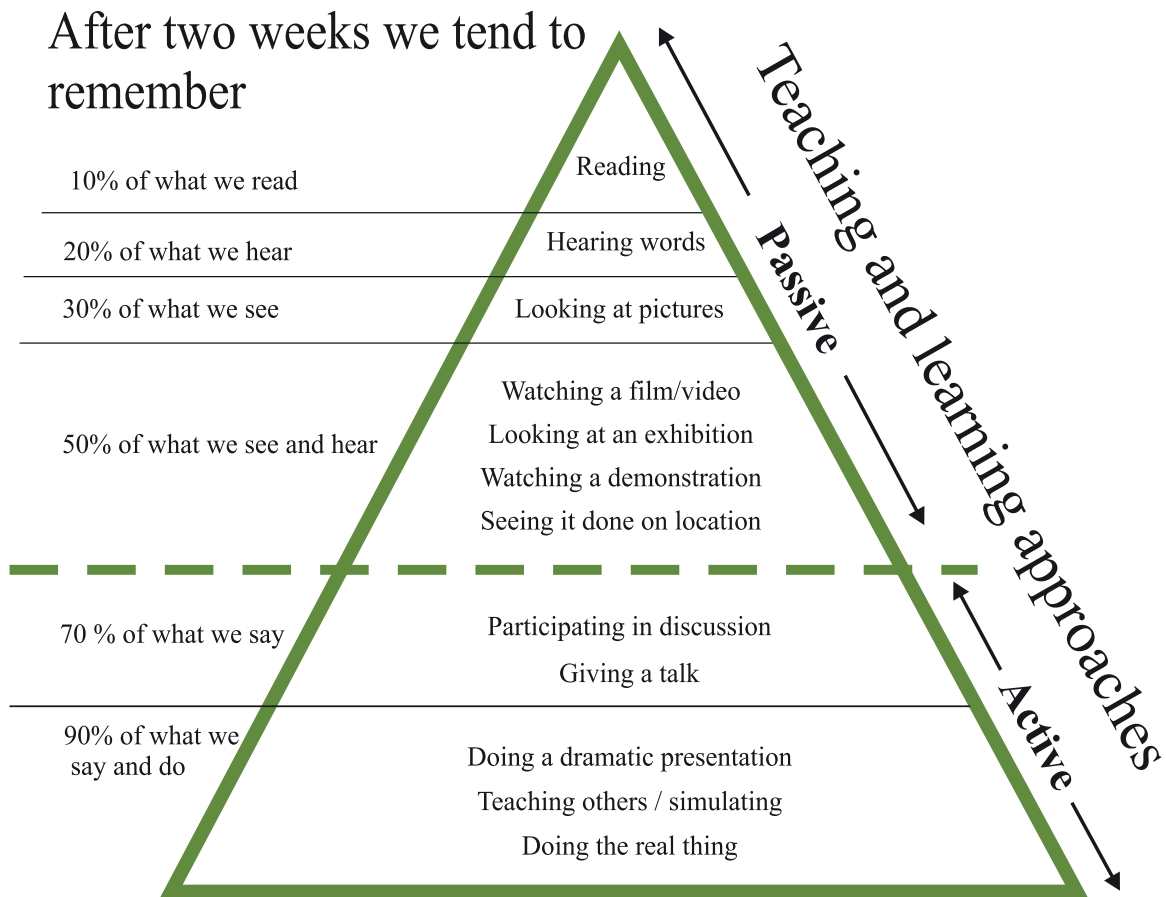 After two weeks we tend to
remember
10% of what we read
Reading
20% of what we hear
Hearing words
30% of what we see
Looking at pictures
50% of what we see and hear
Watching a film/video
Looking at an exhibition
Watching a demonstration
Seeing it done on location
70 % of what we say
Participating in discussion
Giving a talk
90% of what we
say and do
Doing a dramatic presentation
Teaching others / simulating
Doing the real thing
Passive
Active
Teaching and learning approaches